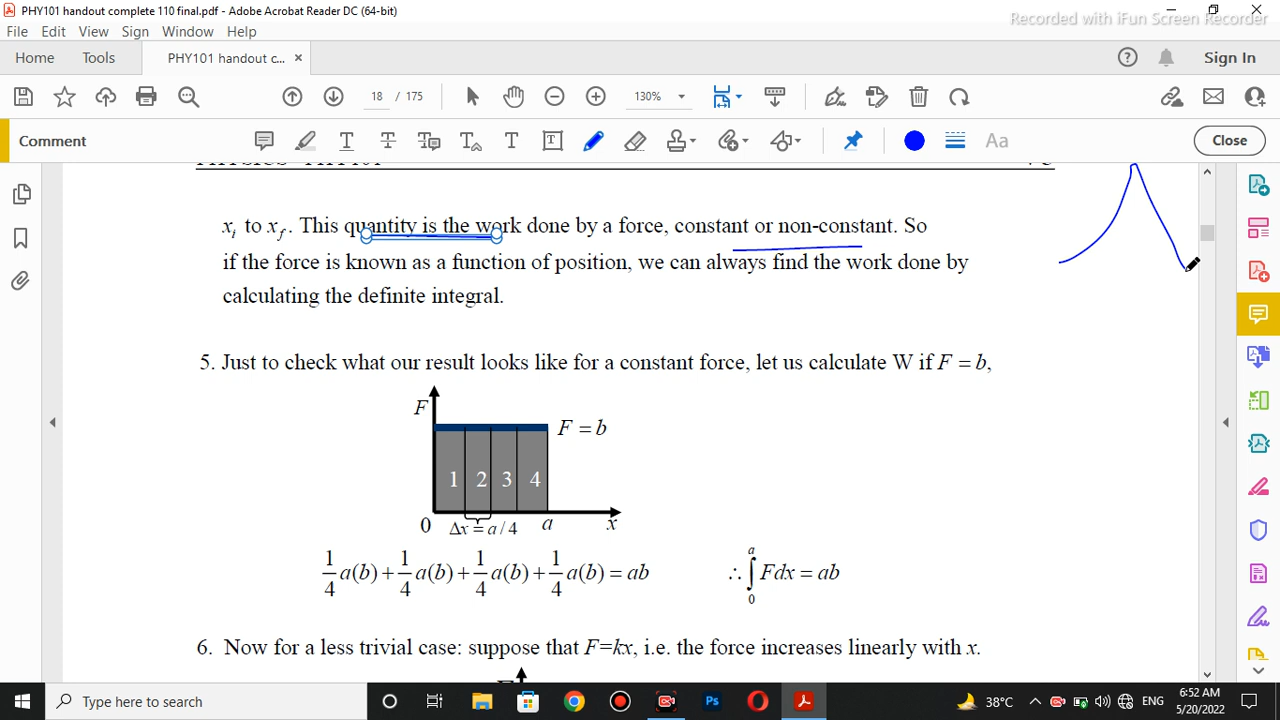 PHY101 handout complete 110 final.pdf - Adobe Acrobat Reader DC (64-bit)
Recorded with iFun Screen Recorder
File Edit View Sign Window Help
Home Tools PHY101 handout c... × Sign In
18 / 175 130%
Comment T T T T T Aa Close
x_i to x_f. This quantity is the work done by a force, constant or non-constant. So
if the force is known as a function of position, we can always find the work done by
calculating the definite integral.
5. Just to check what our result looks like for a constant force, let us calculate W if F = b,
F
F = b
1 2 3 4
0 Δx = a / 4 a x
1/4 a(b) + 1/4 a(b) + 1/4 a(b) + 1/4 a(b) = ab ∴ ∫_0^a Fdx = ab
6. Now for a less trivial case: suppose that F=kx, i.e. the force increases linearly with x.
Type here to search
38°C ENG 6:52 AM
5/20/2022